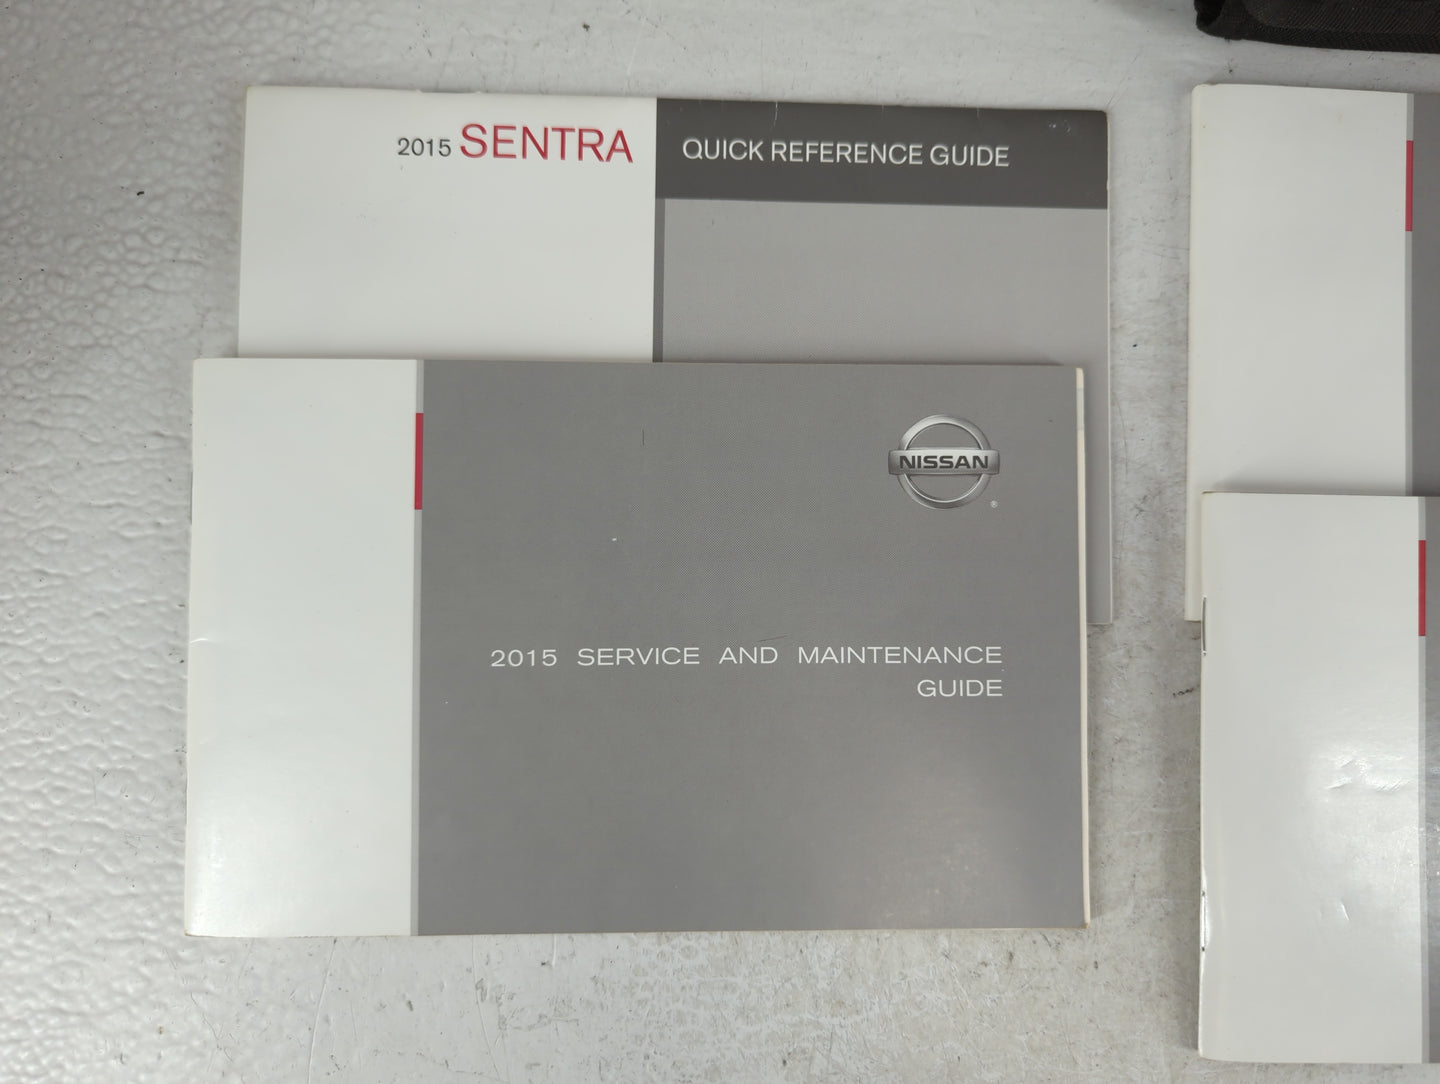 2015 SENTRA QUICK REFERENCE GUIDE
NISSAN
®
2015 SERVICE AND MAINTENANCE
GUIDE